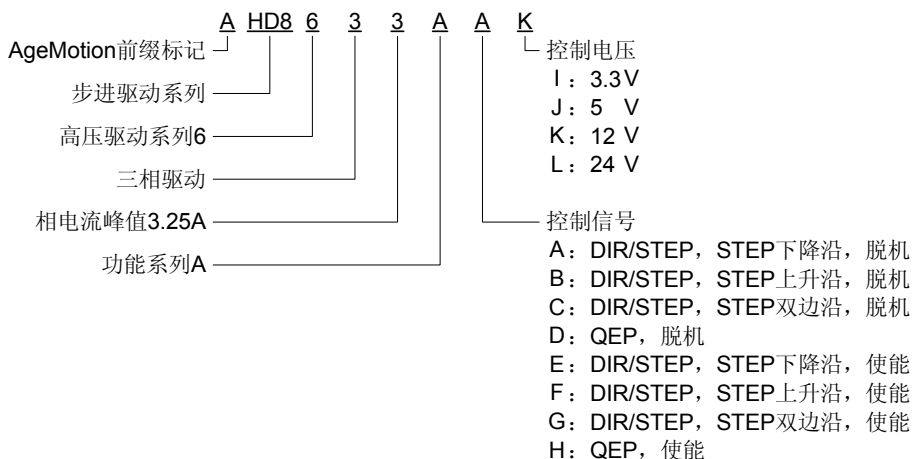 A HD8 6 3 3 A A K
AgeMotion前缀标记
步进驱动系列
高压驱动系列6
三相驱动
相电流峰值3.25A
功能系列A
控制电压
I：3.3V
J：5 V
K：12 V
L：24 V
控制信号
A：DIR/STEP，STEP下降沿，脱机
B：DIR/STEP，STEP上升沿，脱机
C：DIR/STEP，STEP双边沿，脱机
D：QEP，脱机
E：DIR/STEP，STEP下降沿，使能
F：DIR/STEP，STEP上升沿，使能
G：DIR/STEP，STEP双边沿，使能
H：QEP，使能